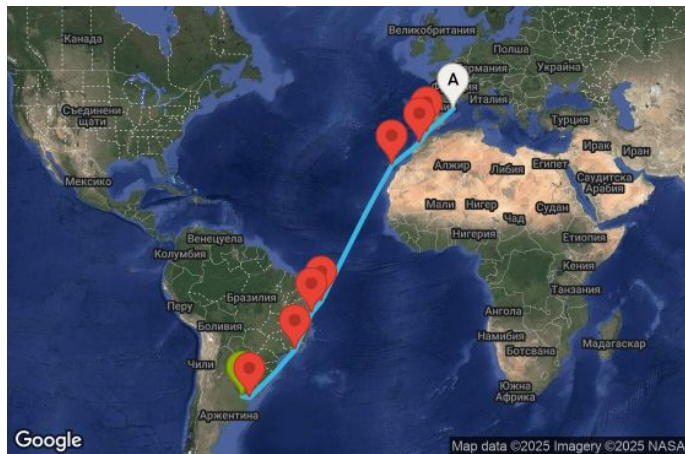 Великобритания
Канада
Полша
A
Германия
Украйна
Италия
Съединени
щати
Турция
Ирак
Иран
Алжир
Либия
Египет
Саудитска
Арабия
Мексико
Мали
Нигер
Судан
Чад
Нигерия
Етиопия
Венецуела
Колумбия
Кения
Танзания
Бразилия
Перу
Ангола
Боливия
Намибия
Мадагаскар
Ботсвана
Чили
Южна
Африка
Аржентина
Google
Map data ©2025 Imagery ©2025 NASA